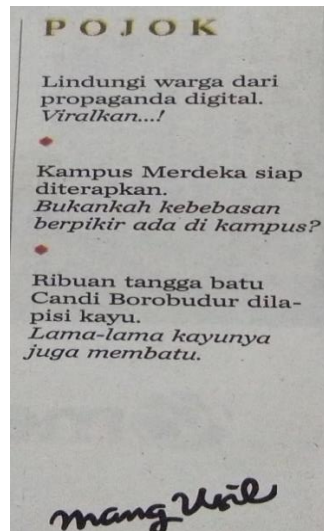 POJOK
Lindungi warga dari
propaganda digital.
Viralkan...!
Kampus Merdeka siap
diterapkan.
Bukankah kebebasan
berpikir ada di kampus?
Ribuan tangga batu
Candi Borobudur dila-
pisi kayu.
Lama-lama kayunya
juga membatu.
mang Usil